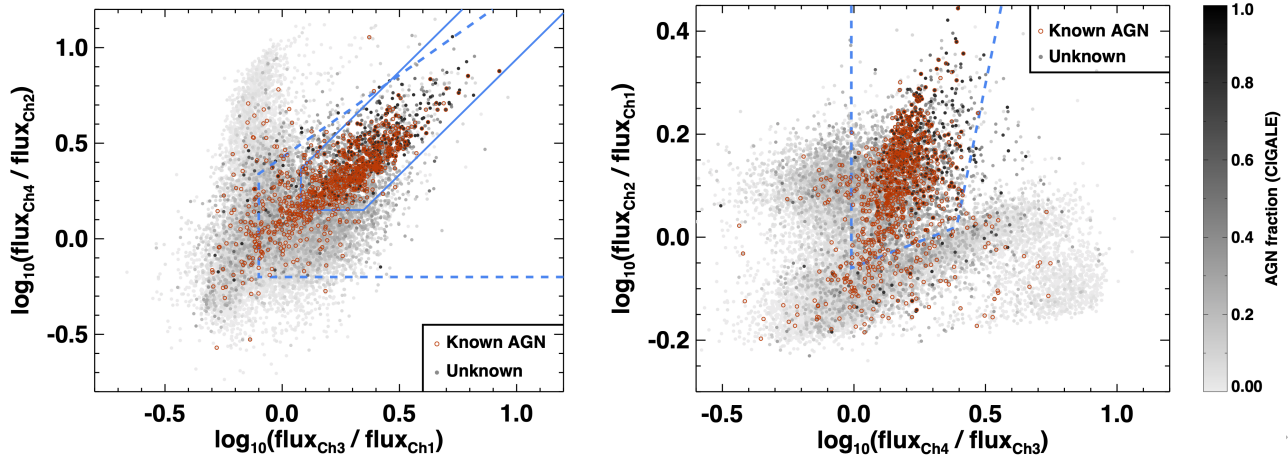 log10(fluxCh4 / fluxCh2)
1.0
0.5
0.0
-0.5
-0.5 0.0 0.5 1.0
log10(fluxCh3 / fluxCh1)
Known AGN
Unknown
log10(fluxCh2 / fluxCh1)
0.4
0.2
0.0
-0.2
-0.5 0.0 0.5 1.0
log10(fluxCh4 / fluxCh3)
Known AGN
Unknown
1.0
0.8
0.6
0.4
0.2
0.00
AGN fraction (CIGALE)